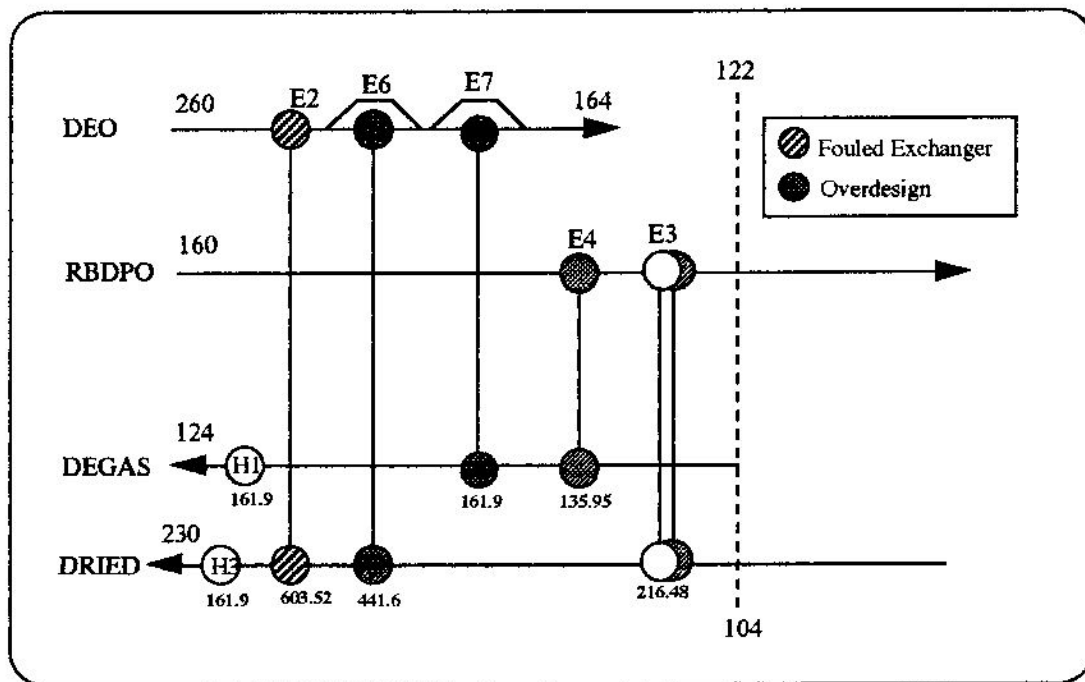 122
E2
E6
E7
260
164
DEO
Fouled Exchanger
Overdesign
160
E4
E3
RBDPO
124
DEGAS
H1
161.9
161.9
135.95
230
DRIED
H3
161.9
603.52
441.6
216.48
104